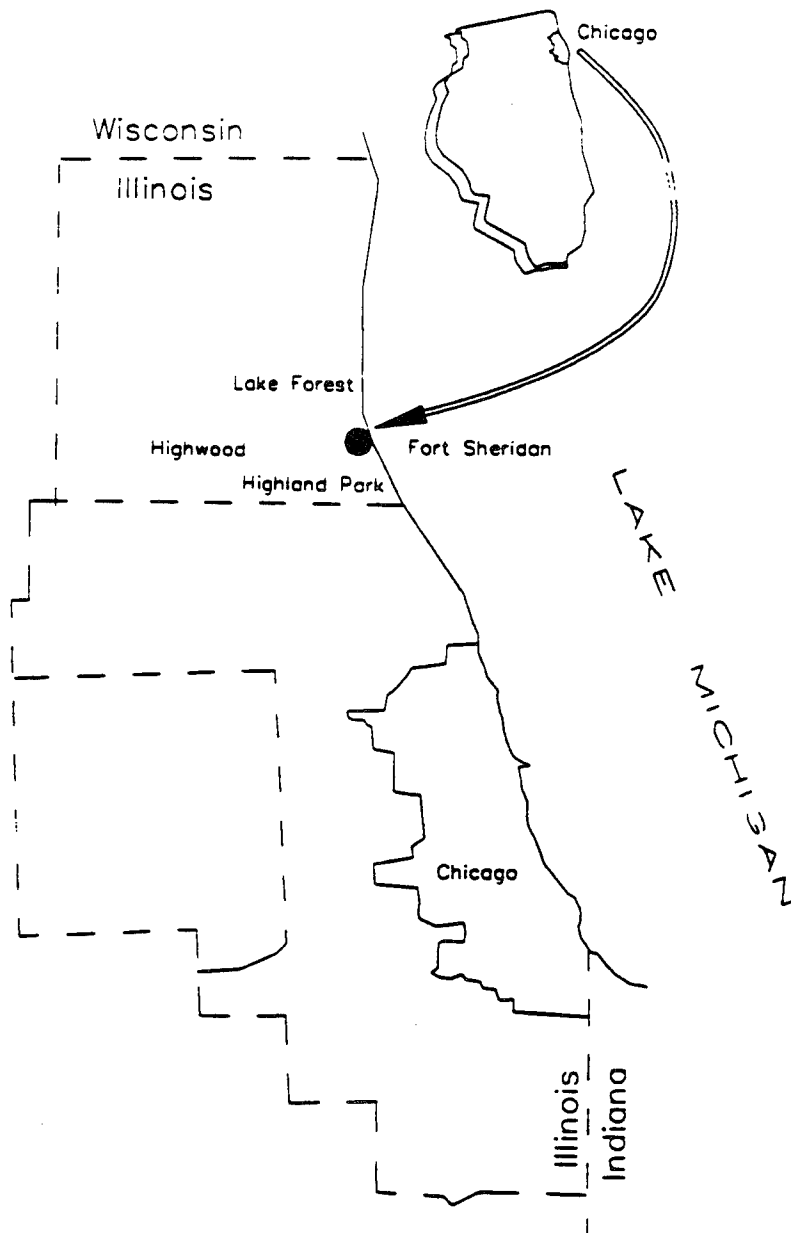 Chicago
Wisconsin
Illinois
Lake Forest
Highwood
Fort Sheridan
Highland Park
LAKE MICHIGAN
Chicago
Illinois
Indiana